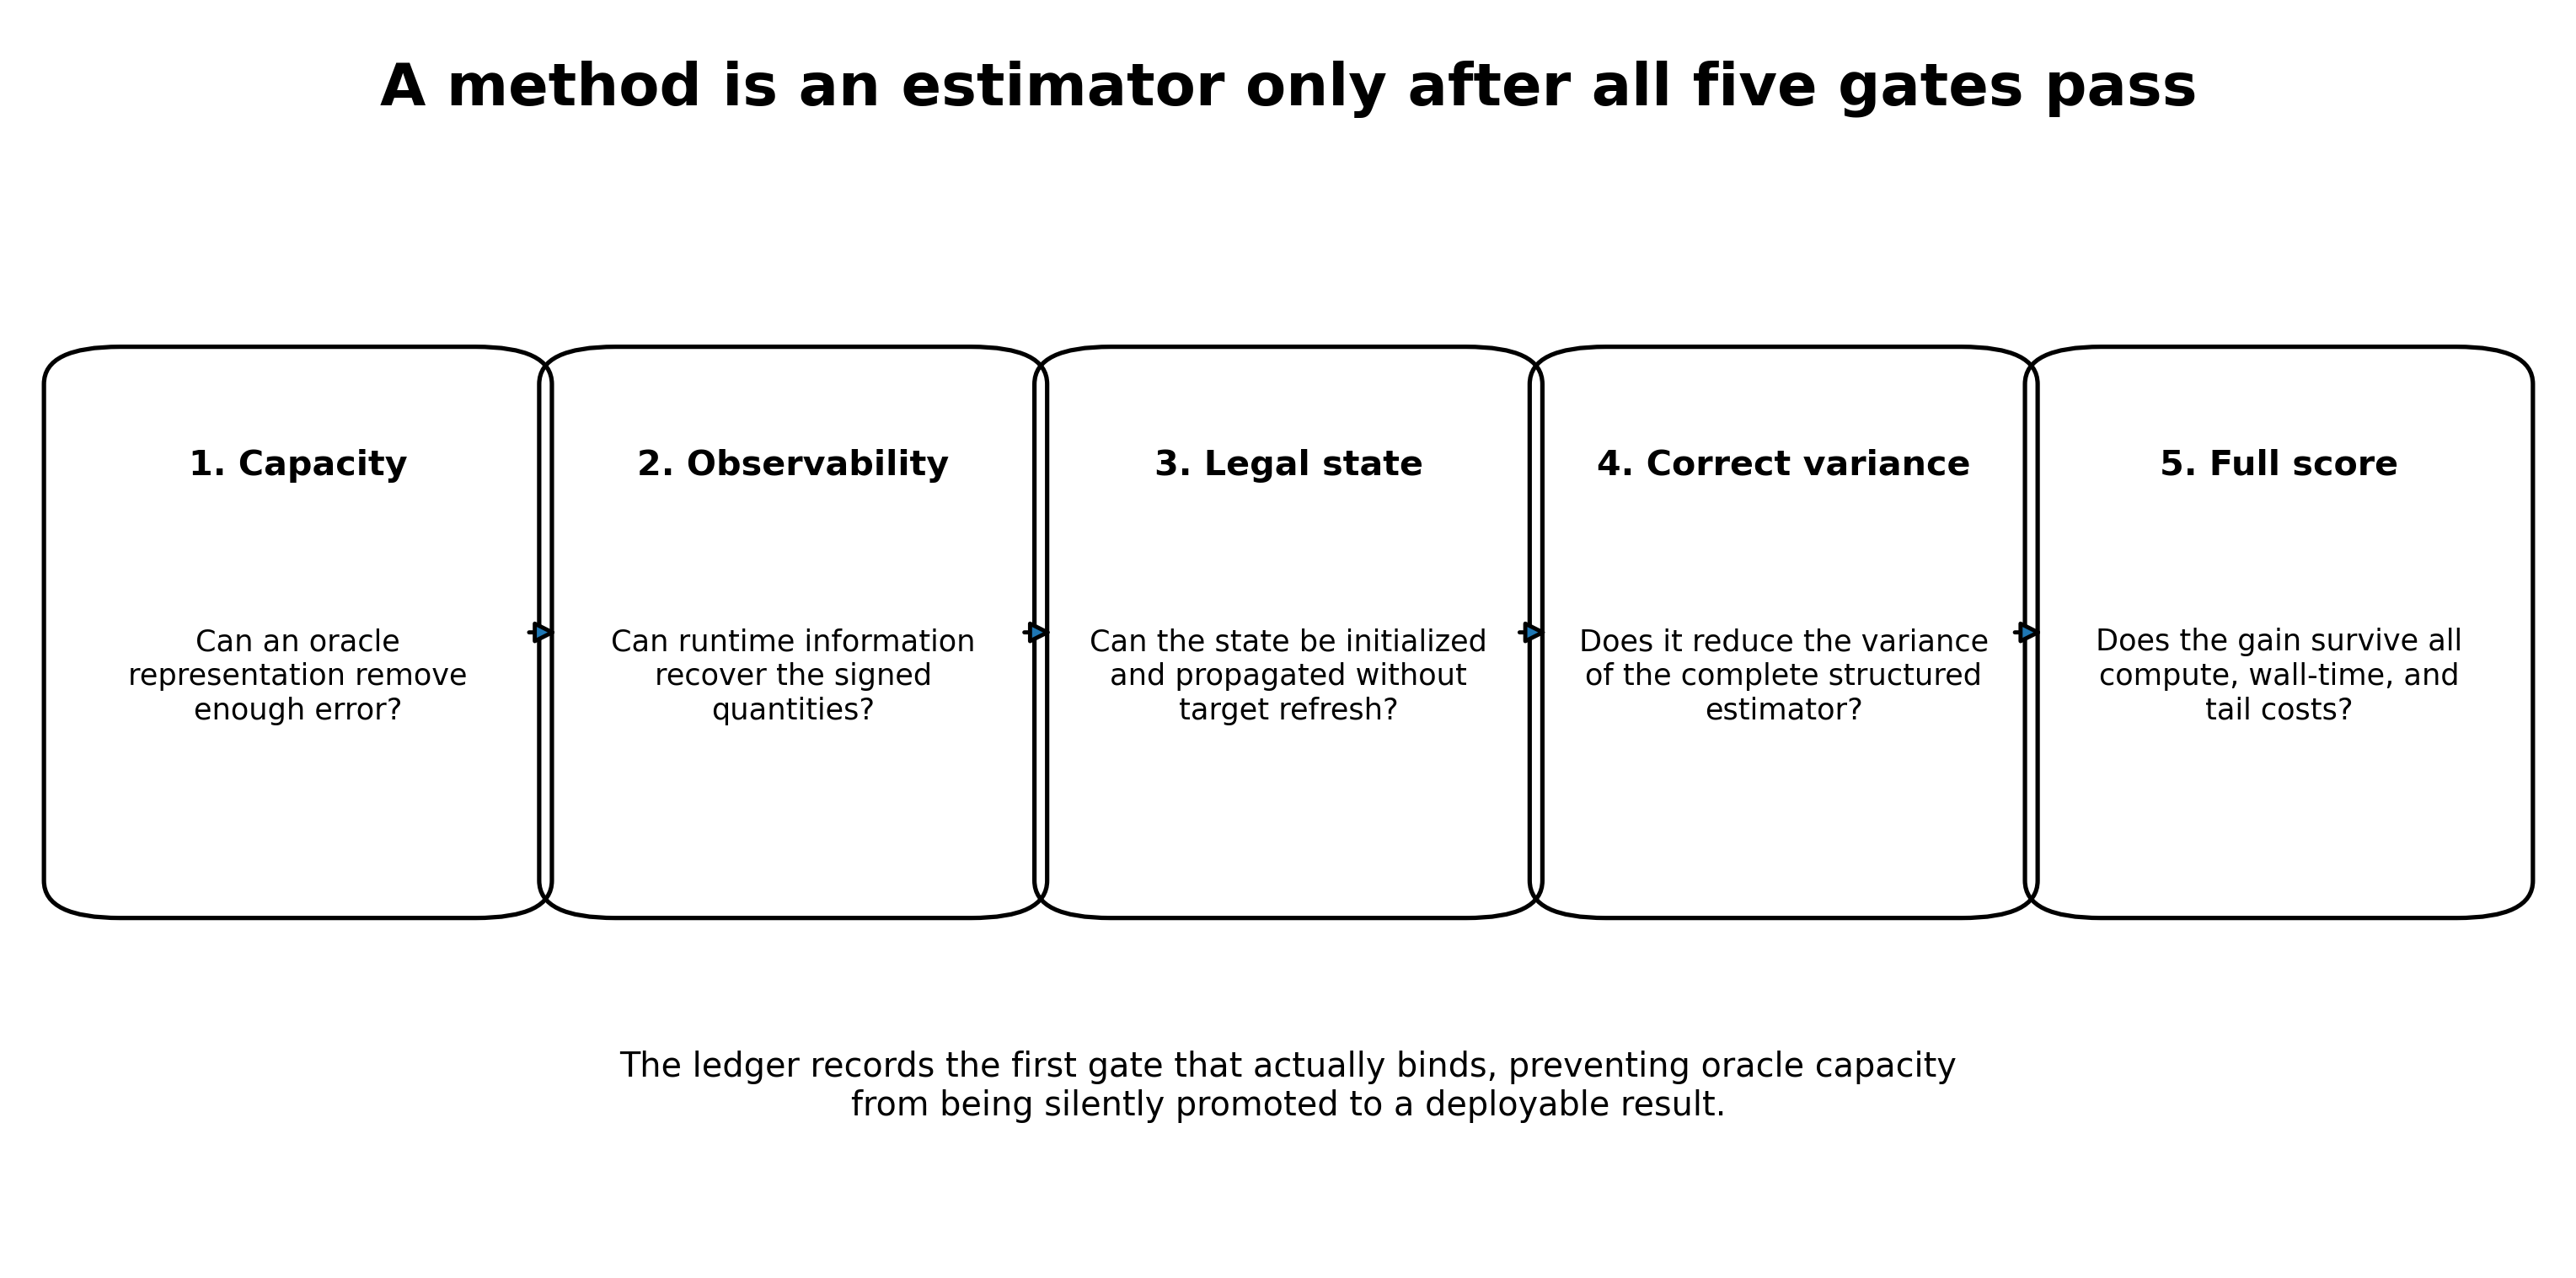 A method is an estimator only after all five gates pass
1. Capacity
Can an oracle
representation remove
enough error?
2. Observability
Can runtime information
recover the signed
quantities?
3. Legal state
Can the state be initialized
and propagated without
target refresh?
4. Correct variance
Does it reduce the variance
of the complete structured
estimator?
5. Full score
Does the gain survive all
compute, wall-time, and
tail costs?
The ledger records the first gate that actually binds, preventing oracle capacity
from being silently promoted to a deployable result.